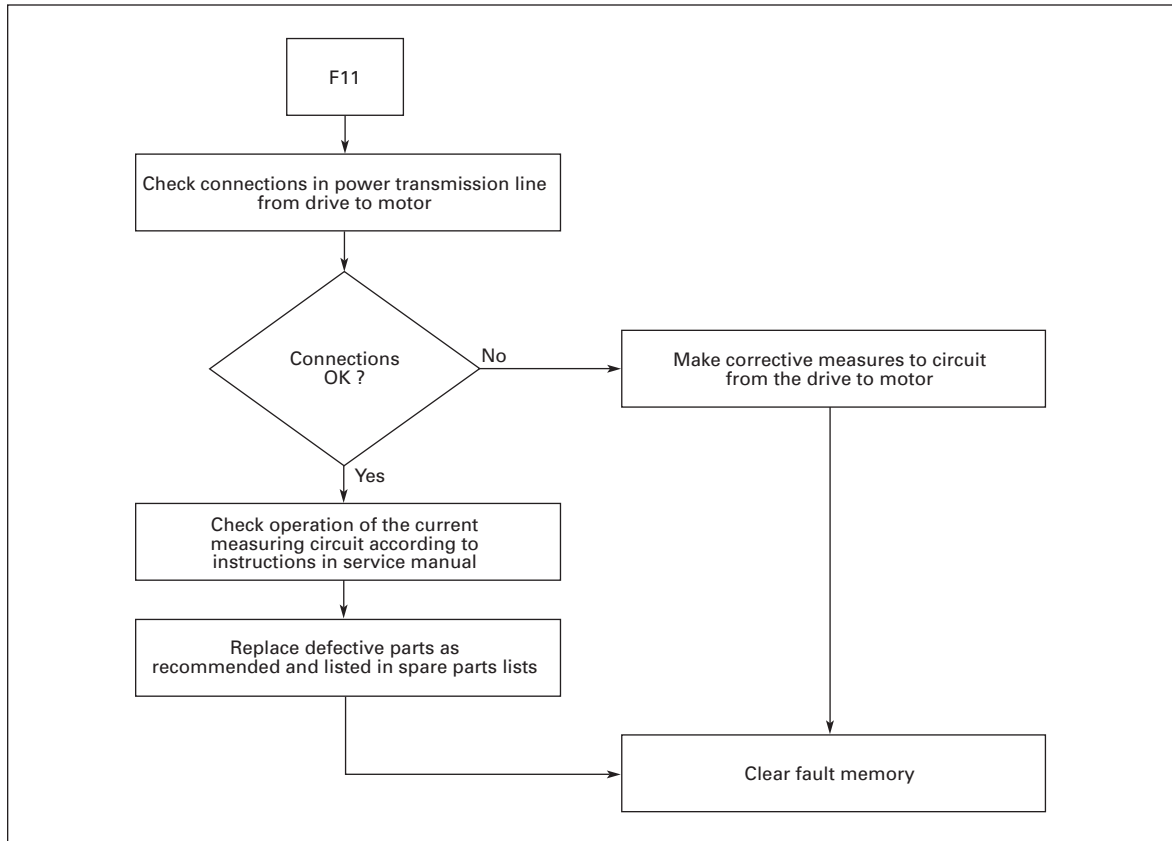 F11
Check connections in power transmission line
from drive to motor
Connections
OK ?
No
Make corrective measures to circuit
from the drive to motor
Yes
Check operation of the current
measuring circuit according to
instructions in service manual
Replace defective parts as
recommended and listed in spare parts lists
Clear fault memory